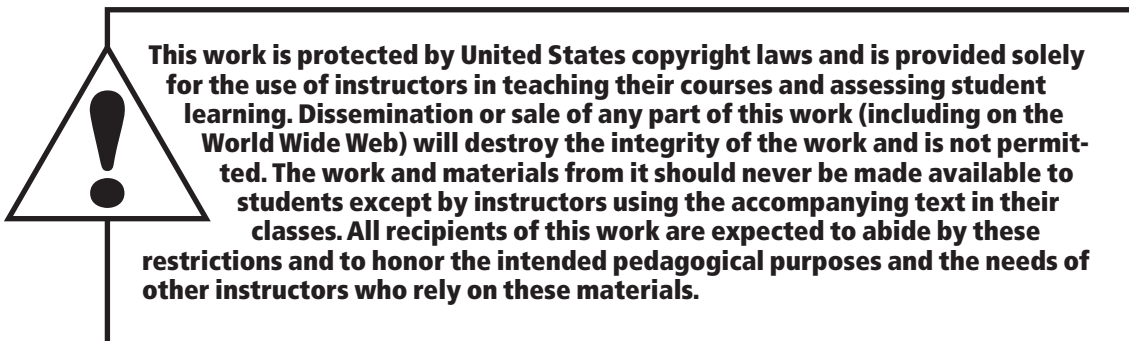 This work is protected by United States copyright laws and is provided solely
for the use of instructors in teaching their courses and assessing student
learning. Dissemination or sale of any part of this work (including on the
World Wide Web) will destroy the integrity of the work and is not permit-
ted. The work and materials from it should never be made available to
students except by instructors using the accompanying text in their
classes. All recipients of this work are expected to abide by these
restrictions and to honor the intended pedagogical purposes and the needs of
other instructors who rely on these materials.